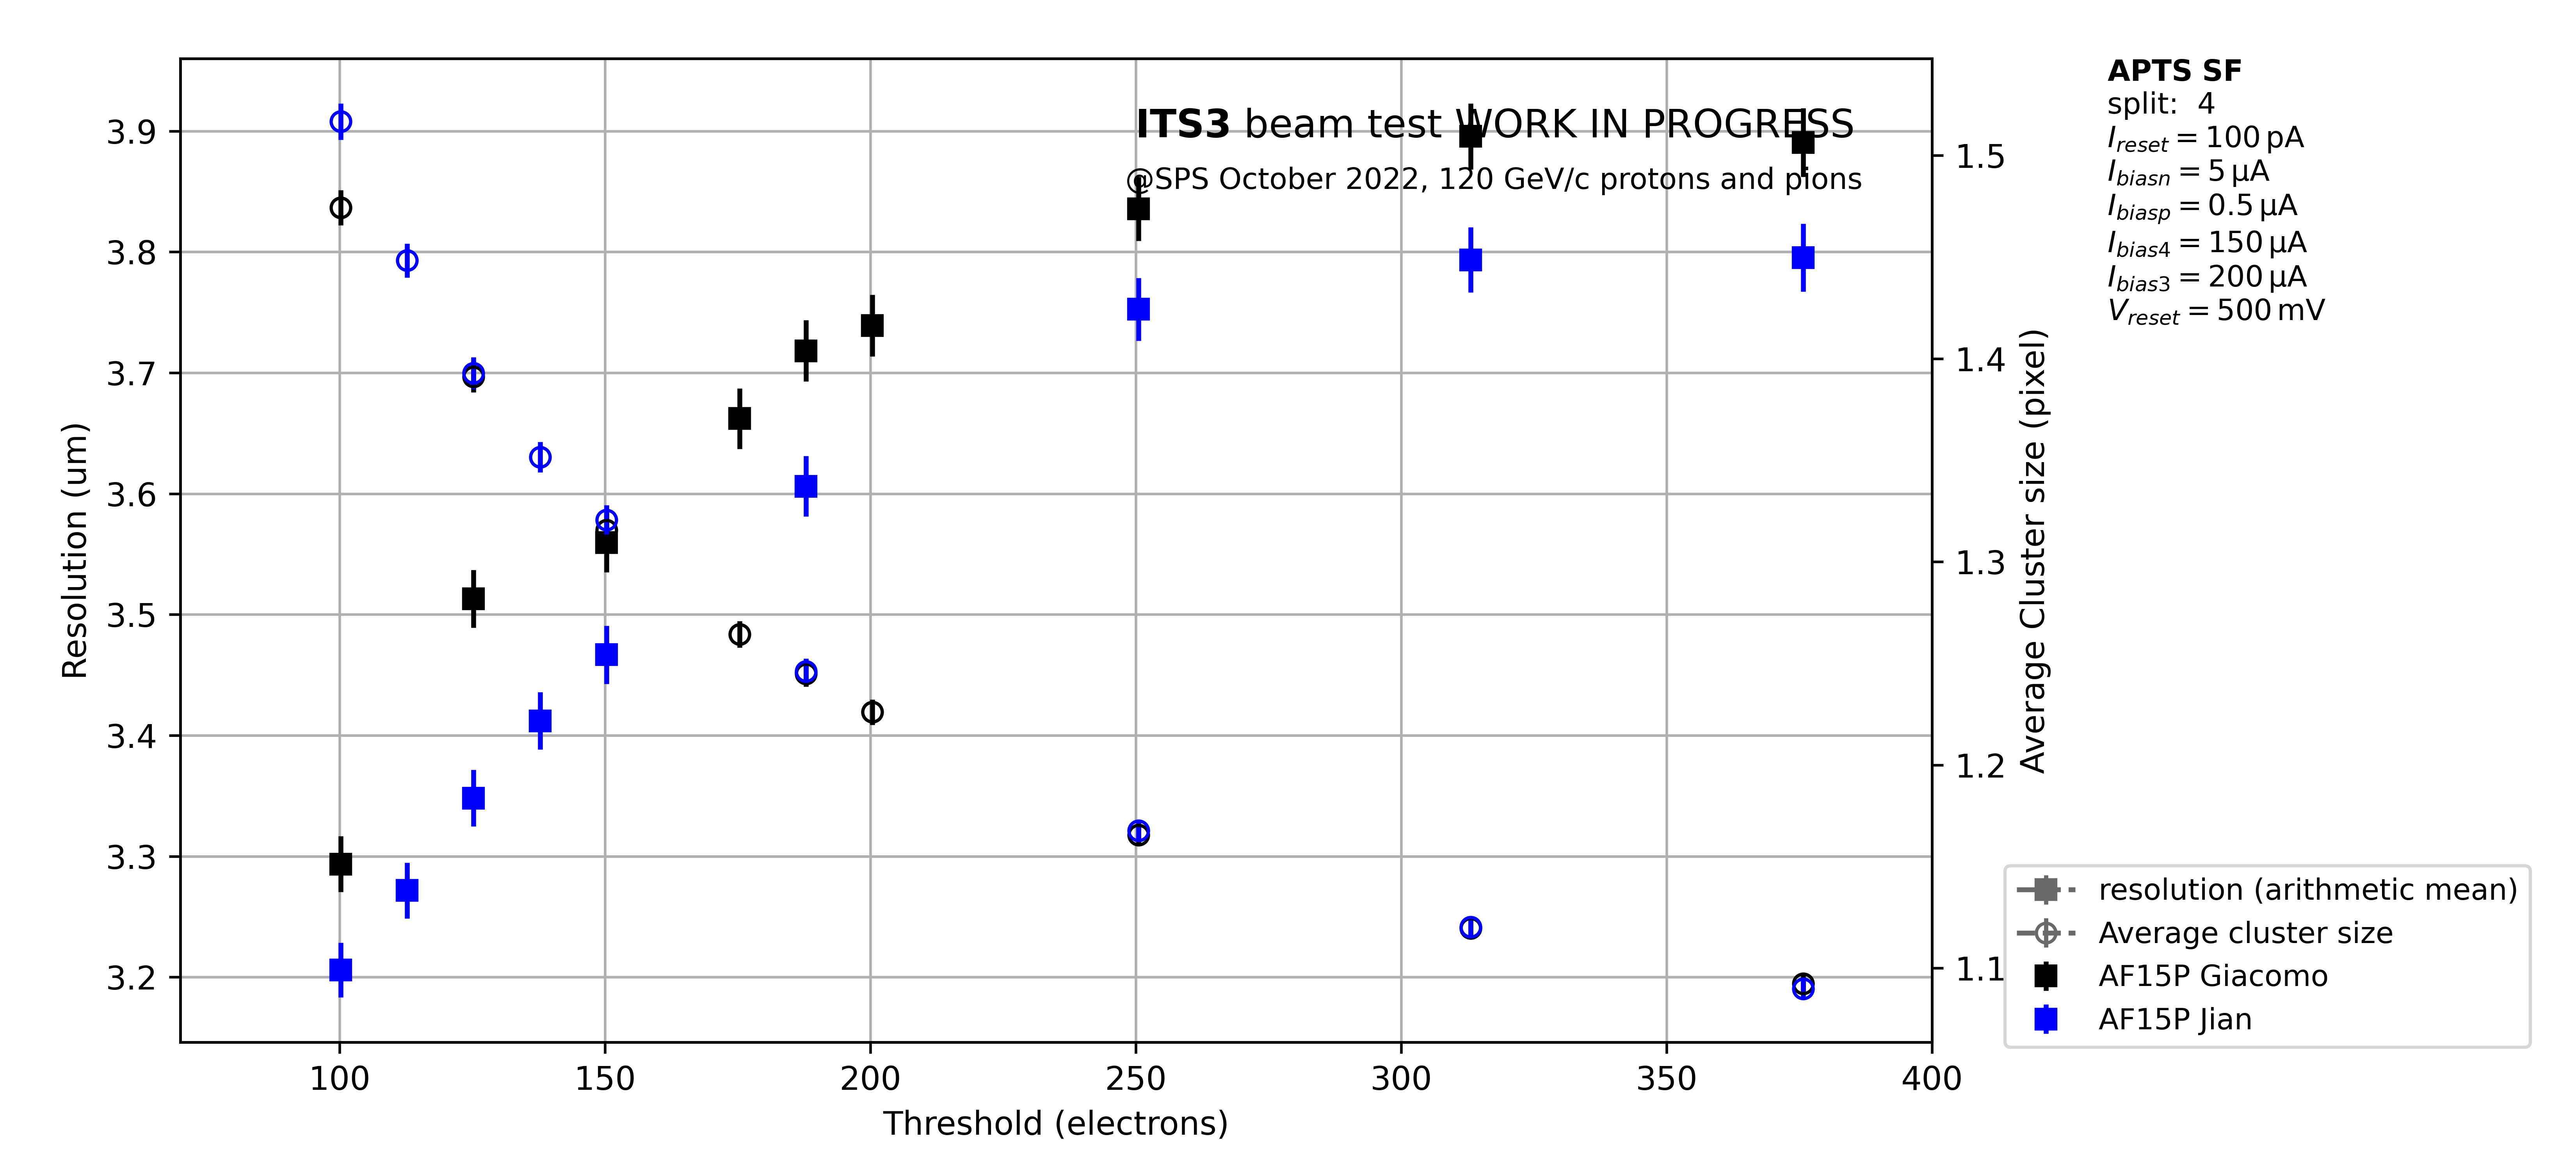 ITS3 beam test WORK IN PROGRESS
@SPS October 2022, 120 GeV/c protons and pions
APTS SF
split: 4
I_reset = 100 pA
I_biasn = 5 μA
I_biasp = 0.5 μA
I_bias4 = 150 μA
I_bias3 = 200 μA
V_reset = 500 mV
Resolution (um)
3.9
3.8
3.7
3.6
3.5
3.4
3.3
3.2
1.5
1.4
1.3
1.2
1.1
Average Cluster size (pixel)
100 150 200 250 300 350 400
Threshold (electrons)
resolution (arithmetic mean)
Average cluster size
AF15P Giacomo
AF15P Jian